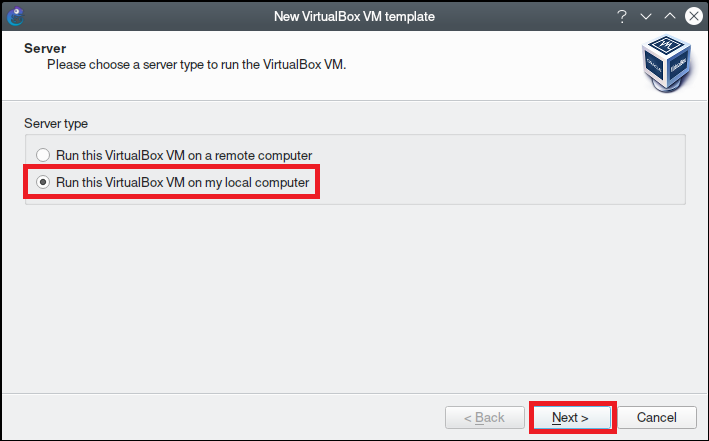 New VirtualBox VM template
Server
Please choose a server type to run the VirtualBox VM.
Server type
Run this VirtualBox VM on a remote computer
Run this VirtualBox VM on my local computer
< Back
Next >
Cancel